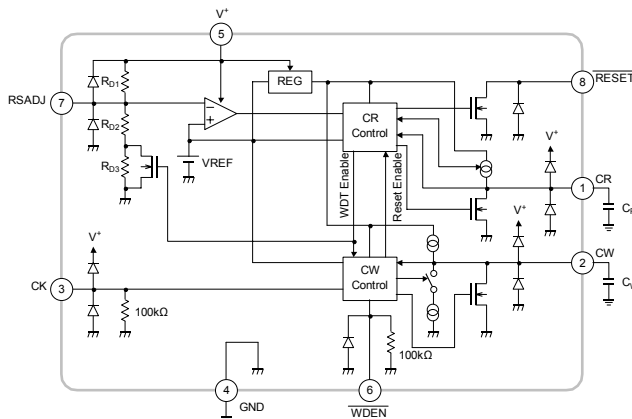 V+
5
REG
8
RESET
RSADJ
7
RD1
RD2
RD3
VREF
CR
Control
WDT Enable
Reset Enable
V+
1
CR
V+
CW
Control
2
CW
V+
CK
3
100kΩ
100kΩ
4
GND
6
WDEN